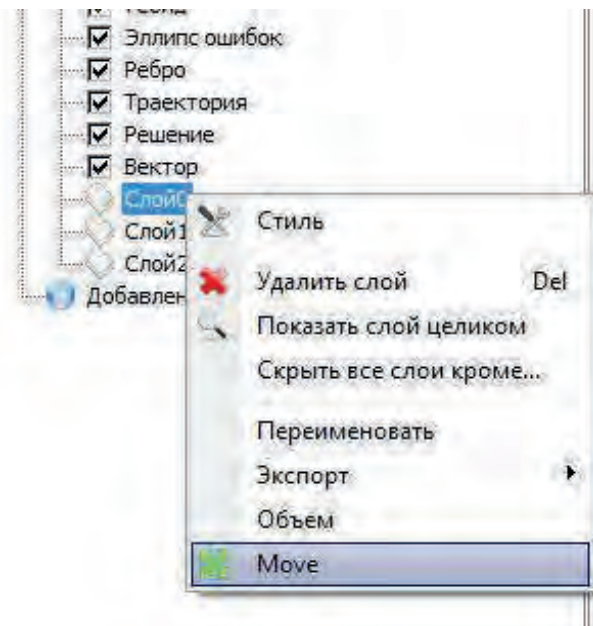 Эллипс ошибок
Ребро
Траектория
Решение
Вектор
Слой0
Слой1
Слой2
Стиль
Удалить слой Del
Показать слой целиком
Скрыть все слои кроме...
Переименовать
Экспорт
Объем
Move